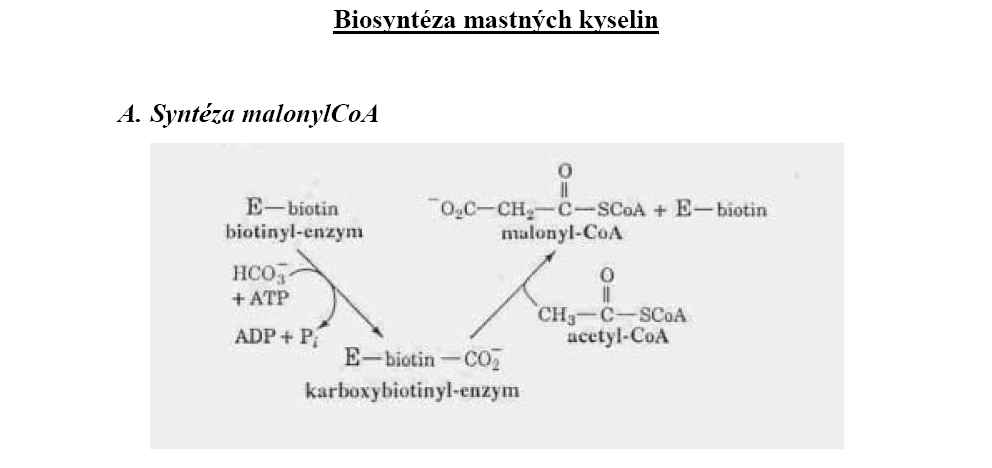 Biosyntéza mastných kyselin
A. Syntéza malonylCoA
O
||
E—biotin
biotinyl-enzym
⁻O₂C—CH₂—C—SCoA + E—biotin
malonyl-CoA
HCO₃⁻
+ ATP
ADP + Pᵢ
O
||
CH₃—C—SCoA
acetyl-CoA
E—biotin—CO₂⁻
karboxybiotinyl-enzym